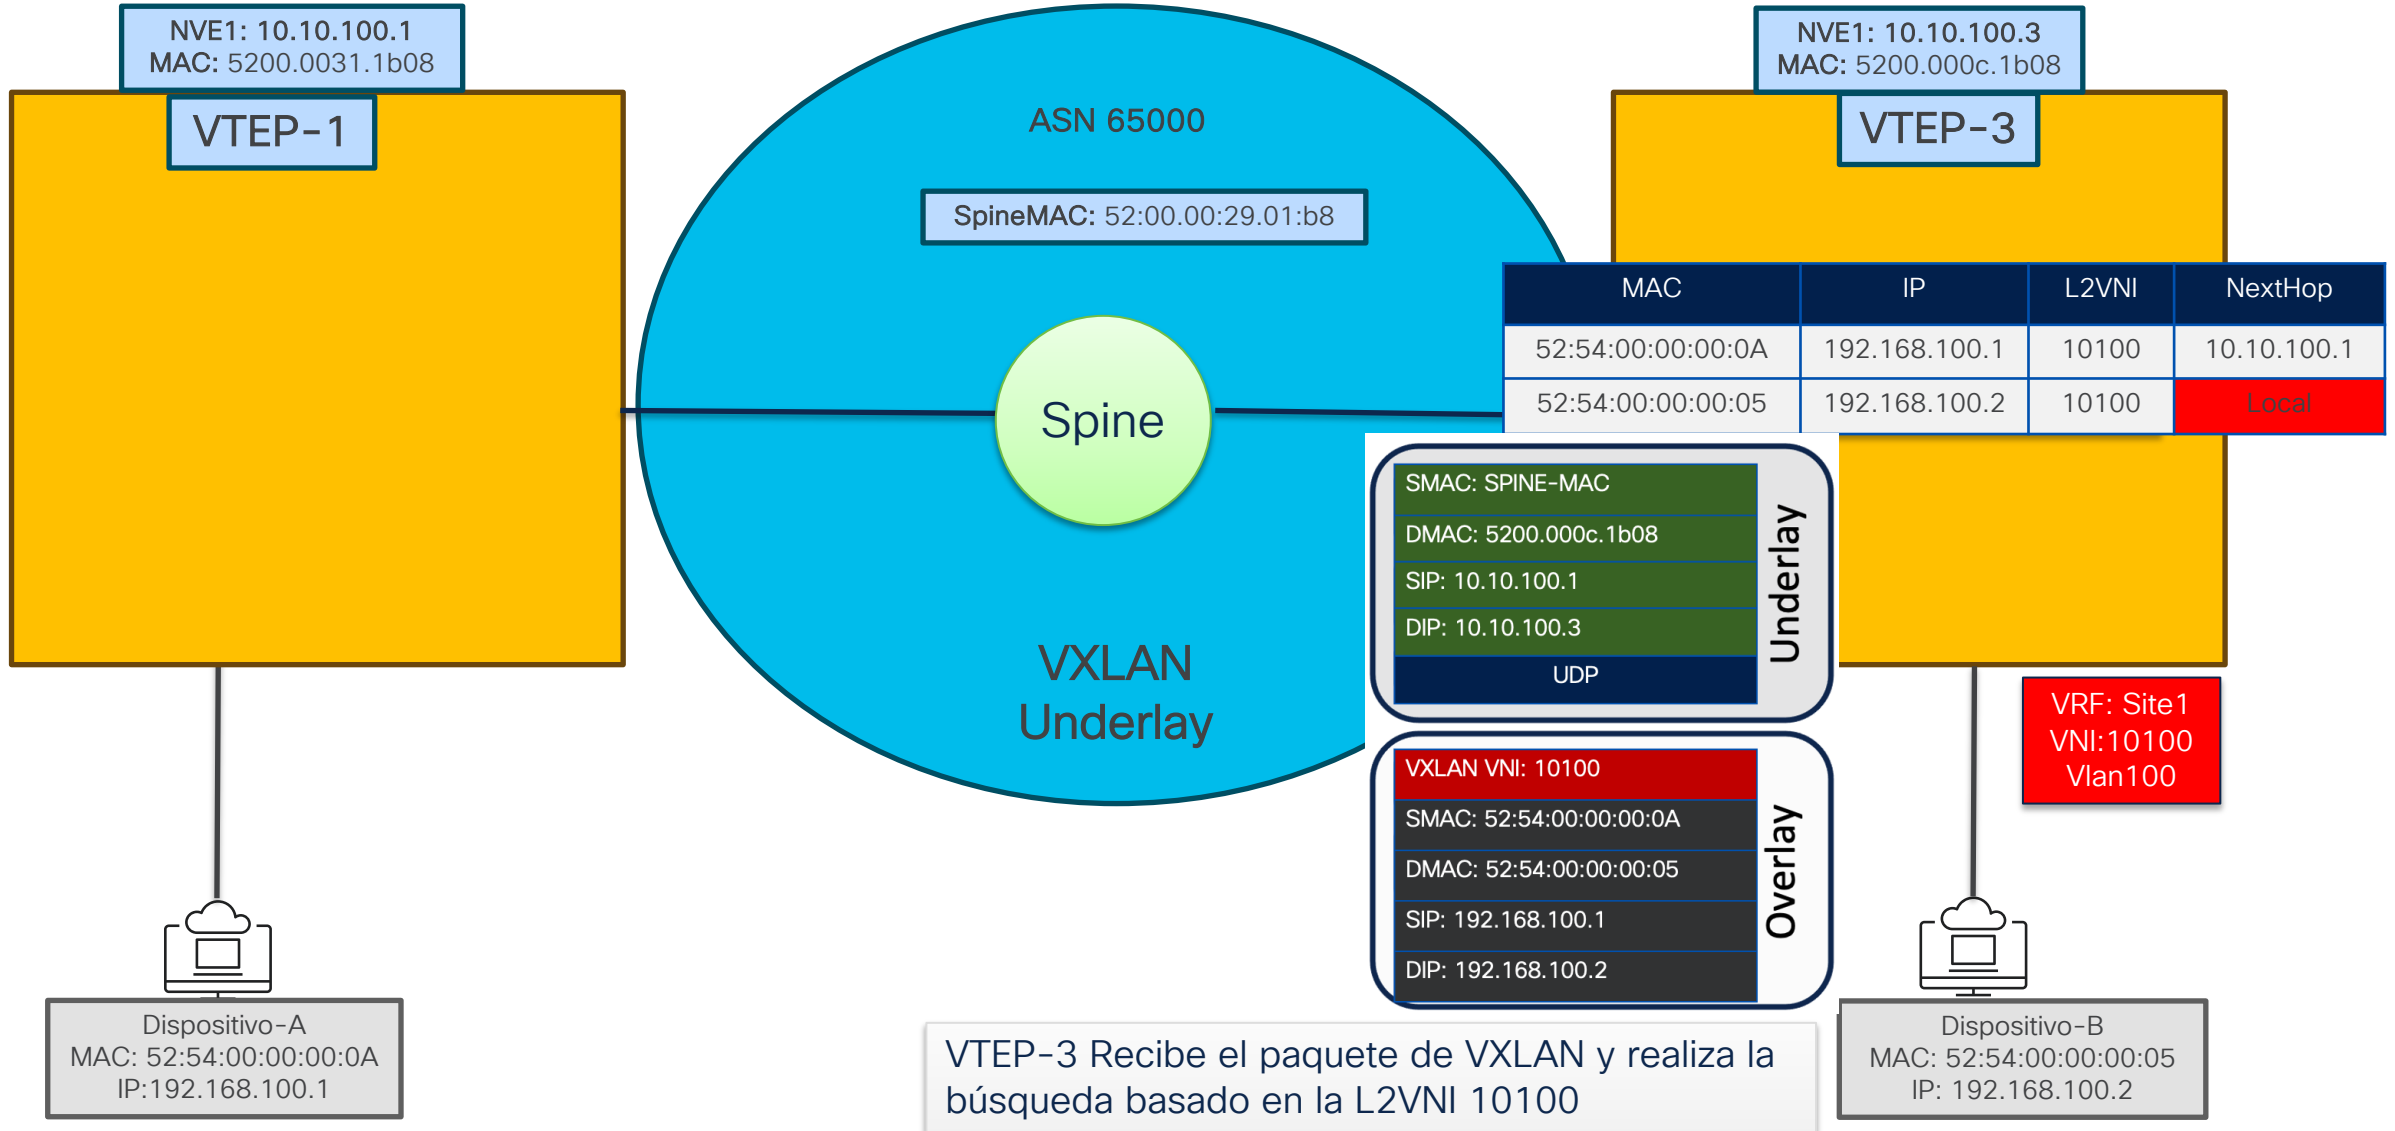 NVE1: 10.10.100.1
MAC: 5200.0031.1b08
VTEP-1
ASN 65000
SpineMAC: 52:00.00:29.01:b8
Spine
VXLAN
Underlay
NVE1: 10.10.100.3
MAC: 5200.000c.1b08
VTEP-3
MAC IP L2VNI NextHop
52:54:00:00:00:0A 192.168.100.1 10100 10.10.100.1
52:54:00:00:00:05 192.168.100.2 10100 Local
SMAC: SPINE-MAC
DMAC: 5200.000c.1b08
SIP: 10.10.100.1
DIP: 10.10.100.3
UDP
Underlay
VXLAN VNI: 10100
SMAC: 52:54:00:00:00:0A
DMAC: 52:54:00:00:00:05
SIP: 192.168.100.1
DIP: 192.168.100.2
Overlay
VRF: Site1
VNI:10100
Vlan100
Dispositivo-A
MAC: 52:54:00:00:00:0A
IP:192.168.100.1
VTEP-3 Recibe el paquete de VXLAN y realiza la
búsqueda basado en la L2VNI 10100
Dispositivo-B
MAC: 52:54:00:00:00:05
IP: 192.168.100.2